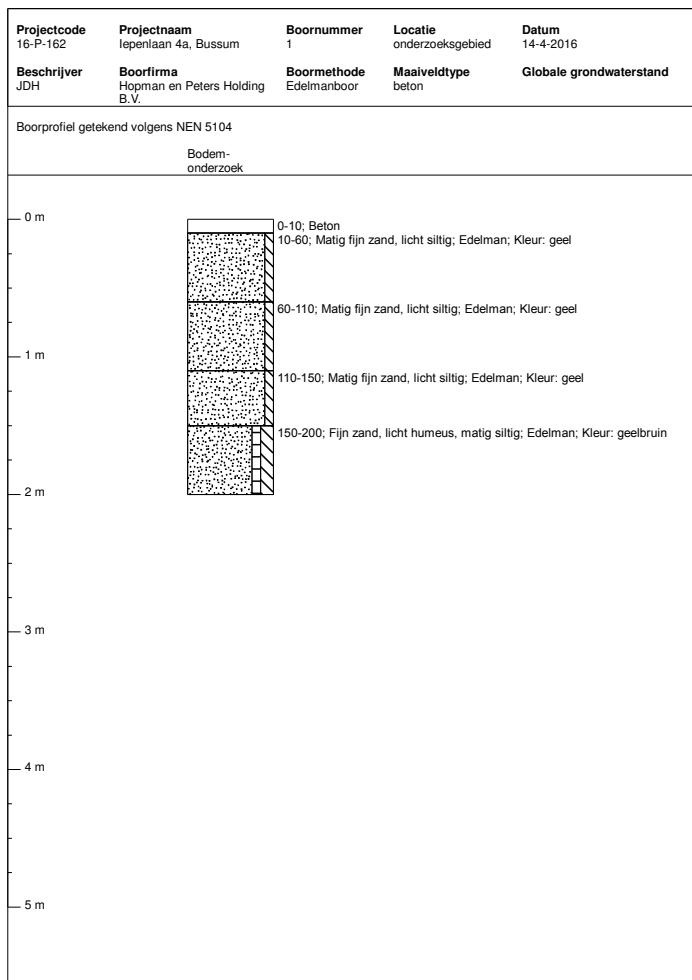 Projectcode Projectnaam Boornummer Locatie Datum
16-P-162 Iepenlaan 4a, Bussum 1 onderzoeksgebied 14-4-2016
Beschrijver Boorfirma Boormethode Maaiveldtype Globale grondwaterstand
JDH Hopman en Peters Holding Edelmanboor beton
B.V.
Boorprofiel getekend volgens NEN 5104
Bodem-
onderzoek
0 m
0-10; Beton
10-60; Matig fijn zand, licht siltig; Edelman; Kleur: geel
60-110; Matig fijn zand, licht siltig; Edelman; Kleur: geel
1 m
110-150; Matig fijn zand, licht siltig; Edelman; Kleur: geel
150-200; Fijn zand, licht humeus, matig siltig; Edelman; Kleur: geelbruin
2 m
3 m
4 m
5 m